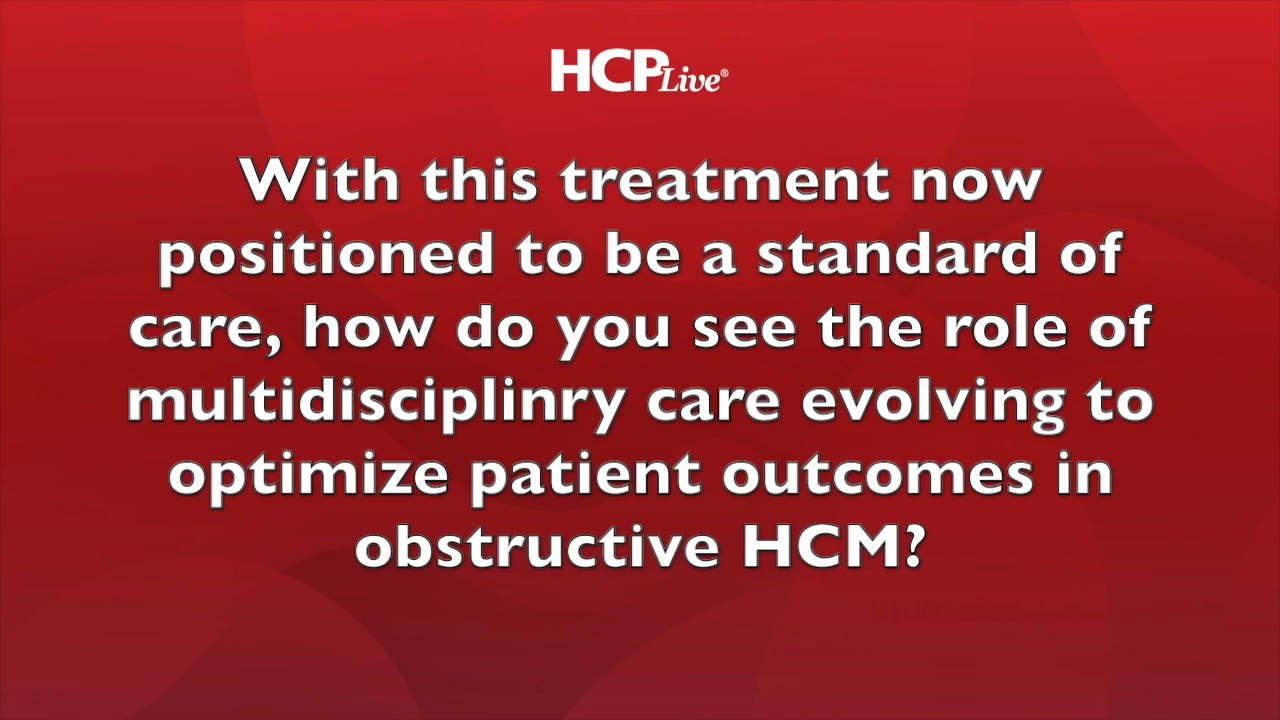 HCPLive®
With this treatment now
positioned to be a standard of
care, how do you see the role of
multidisciplinry care evolving to
optimize patient outcomes in
obstructive HCM?